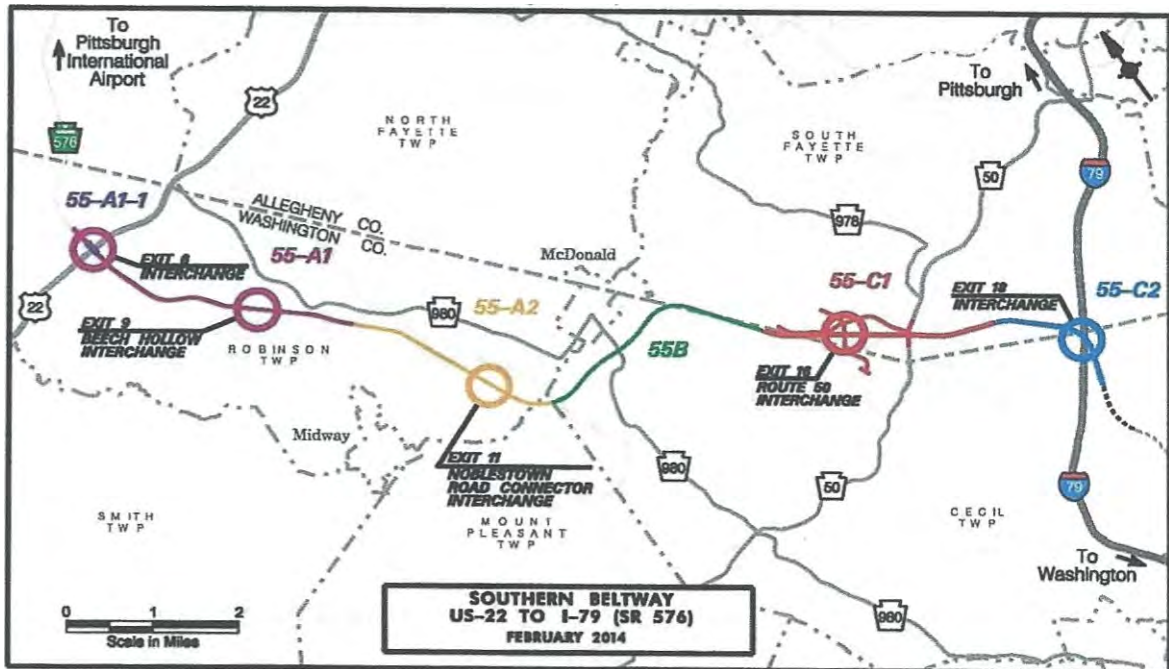 To
Pittsburgh
International
Airport
576
22
NORTH
FAYETTE
TWP
SOUTH
FAYETTE
TWP
To
Pittsburgh
50
79
978
55-A1-1
ALLEGHENY CO.
WASHINGTON CO.
55-A1
EXIT 6
INTERCHANGE
22
McDonald
55-A2
980
EXIT 9
BEECH HOLLOW
INTERCHANGE
ROBINSON
TWP
55B
55-C1
EXIT 18
INTERCHANGE
55-C2
EXIT 16
ROUTE 50
INTERCHANGE
Midway
EXIT 11
NOBLESTOWN
ROAD CONNECTOR
INTERCHANGE
980
50
79
SMITH
TWP
MOUNT
PLEASANT
TWP
CECIL
TWP
To
Washington
980
0 1 2
Scale in Miles
SOUTHERN BELTWAY
US-22 TO I-79 (SR 576)
FEBRUARY 2014